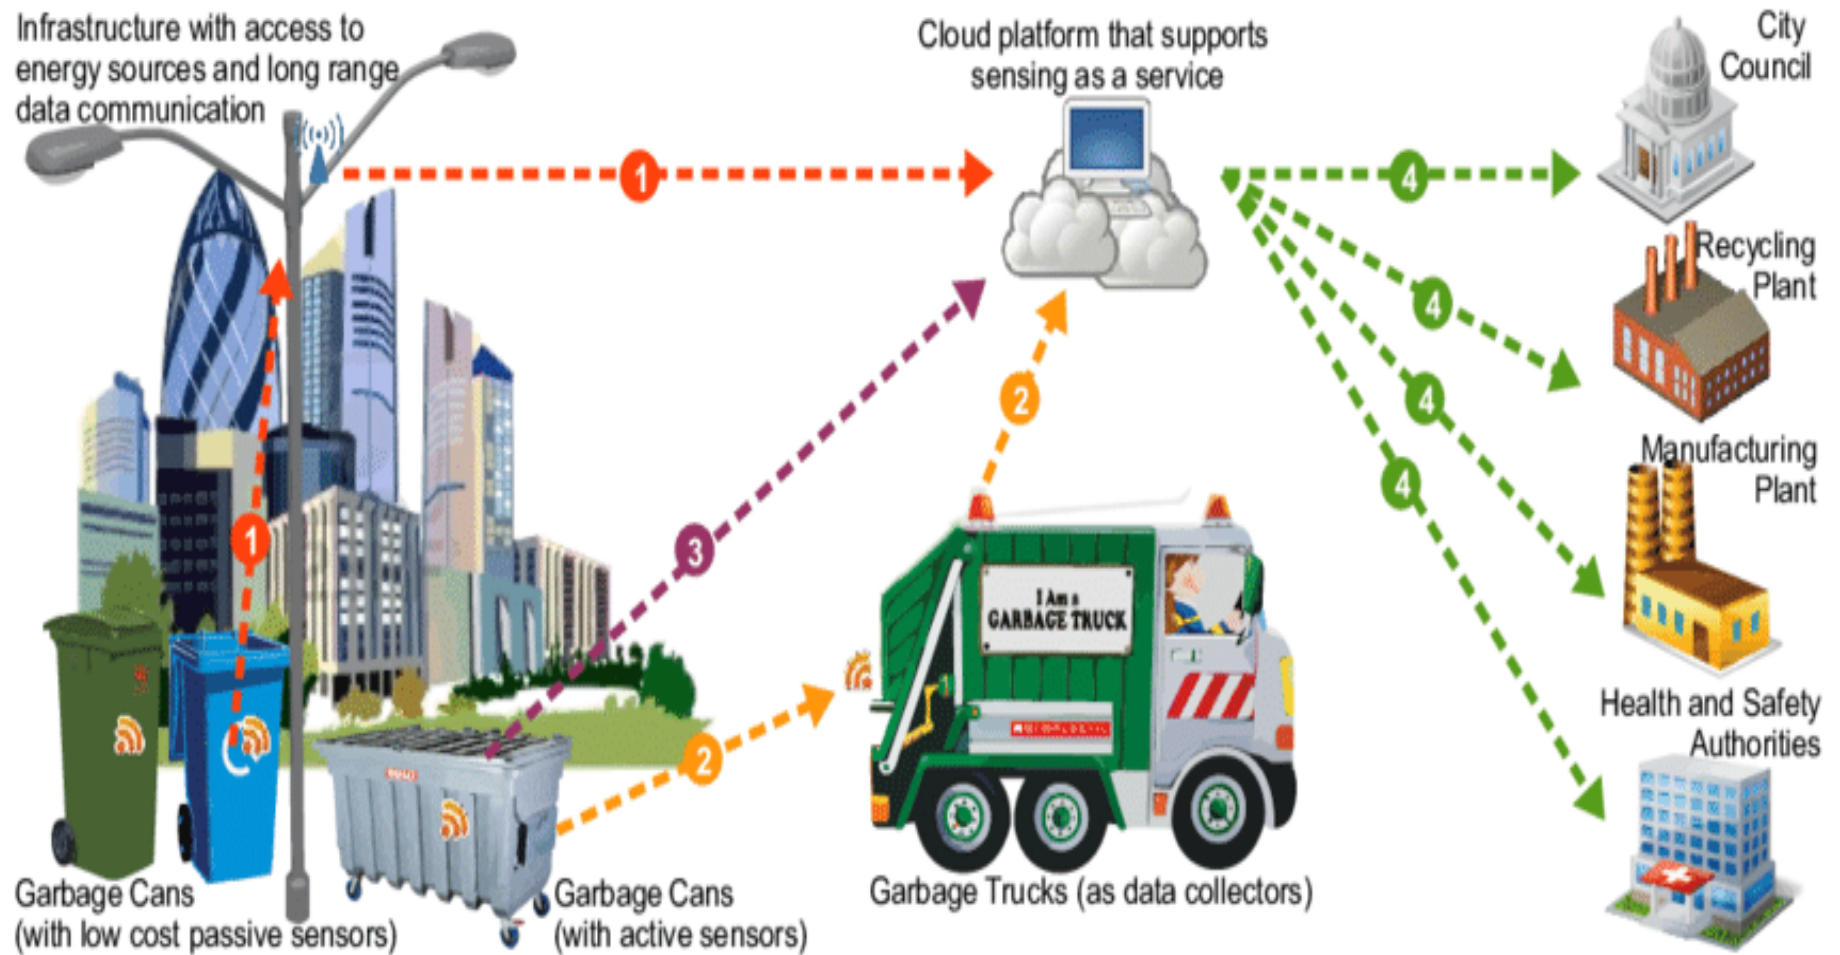 Infrastructure with access to
energy sources and long range
data communication
Cloud platform that supports
sensing as a service
City
Council
1
4
Recycling
Plant
4
2
4
Manufacturing
Plant
4
1
3
I Am a
GARBAGE TRUCK
Health and Safety
Authorities
2
Garbage Cans
(with low cost passive sensors)
Garbage Cans
(with active sensors)
Garbage Trucks (as data collectors)